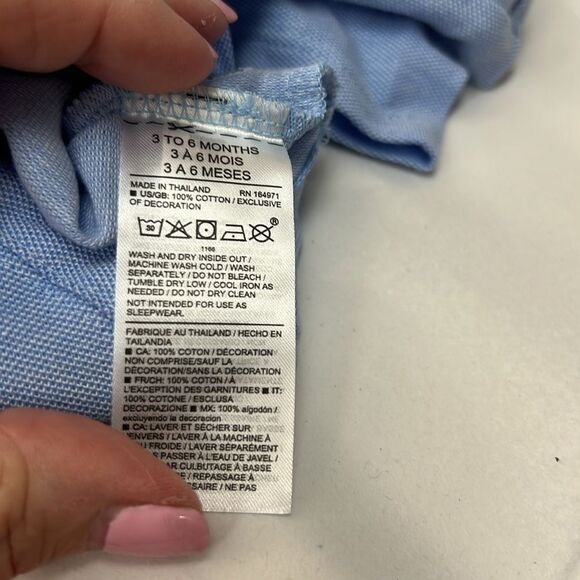 3 TO 6 MONTHS
3 À 6 MOIS
3 A 6 MESES
MADE IN THAILAND RN 164971
■ US/GB: 100% COTTON / EXCLUSIVE
OF DECORATION
30 ®
1166
WASH AND DRY INSIDE OUT /
MACHINE WASH COLD / WASH
SEPARATELY / DO NOT BLEACH /
TUMBLE DRY LOW / COOL IRON AS
NEEDED / DO NOT DRY CLEAN
NOT INTENDED FOR USE AS
SLEEPWEAR.
FABRIQUE AU THAILAND / HECHO EN
TAILANDIA
■ CA: 100% COTON / DÉCORATION
NON COMPRISE/SAUF LA
DÉCORATION/SANS LA DÉCORATION
■ FR/CH: 100% COTON / À
L'EXCEPTION DES GARNITURES ■ IT:
100% COTONE / ESCLUSA
DECORAZIONE ■ MX: 100% algodón /
excluyendo la decoracion
■ CA: LAVER ET SÉCHER SUR
ENVERS / LAVER À LA MACHINE À
AU FROIDE / LAVER SÉPARÉMENT
PASSER À L'EAU DE JAVEL /
AR CULBUTAGE À BASSE
E / REPASSAGE À
SSAIRE / NE PAS